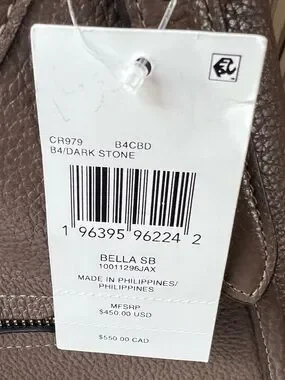 CR979 B4CBD
B4/DARK STONE
1 96395 96224 2
BELLA SB
10011296JAX
MADE IN PHILIPPINES/
PHILIPPINES
MFSRP
$450.00 USD
$550.00 CAD